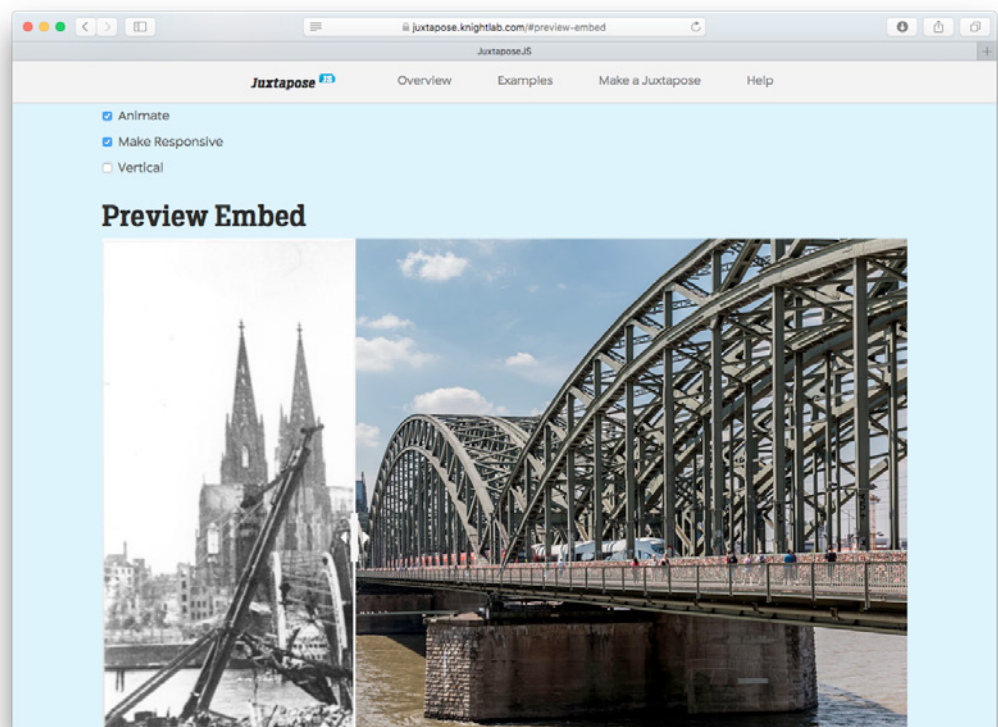 juxtapose.knightlab.com/#preview-embed
JuxtaposeJS
Juxtapose JS Overview Examples Make a Juxtapose Help
Animate
Make Responsive
Vertical
Preview Embed